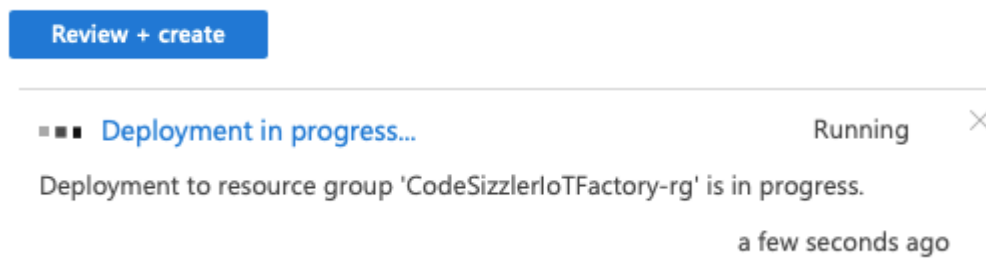 Review + create
Deployment in progress...
Running
Deployment to resource group 'CodeSizzlerIoTFactory-rg' is in progress.
a few seconds ago